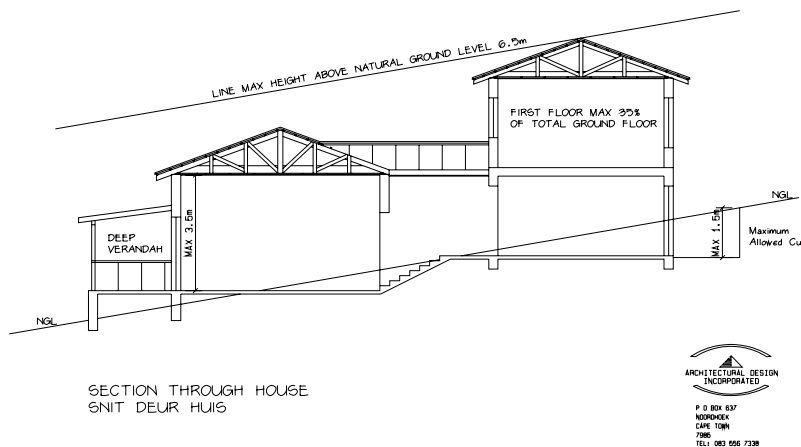 LINE MAX HEIGHT ABOVE NATURAL GROUND LEVEL 6.5m
FIRST FLOOR MAX 35%
OF TOTAL GROUND FLOOR
NGL
MAX 3.5m
DEEP
VERANDAH
MAX 1.5m
Maximum
Allowed Cu
NGL
SECTION THROUGH HOUSE
SNIT DEUR HUIS
ARCHITECTURAL DESIGN
INCORPORATED
P O BOX 637
NOORDHOEK
CAPE TOWN
7985
TEL: 083 556 7338